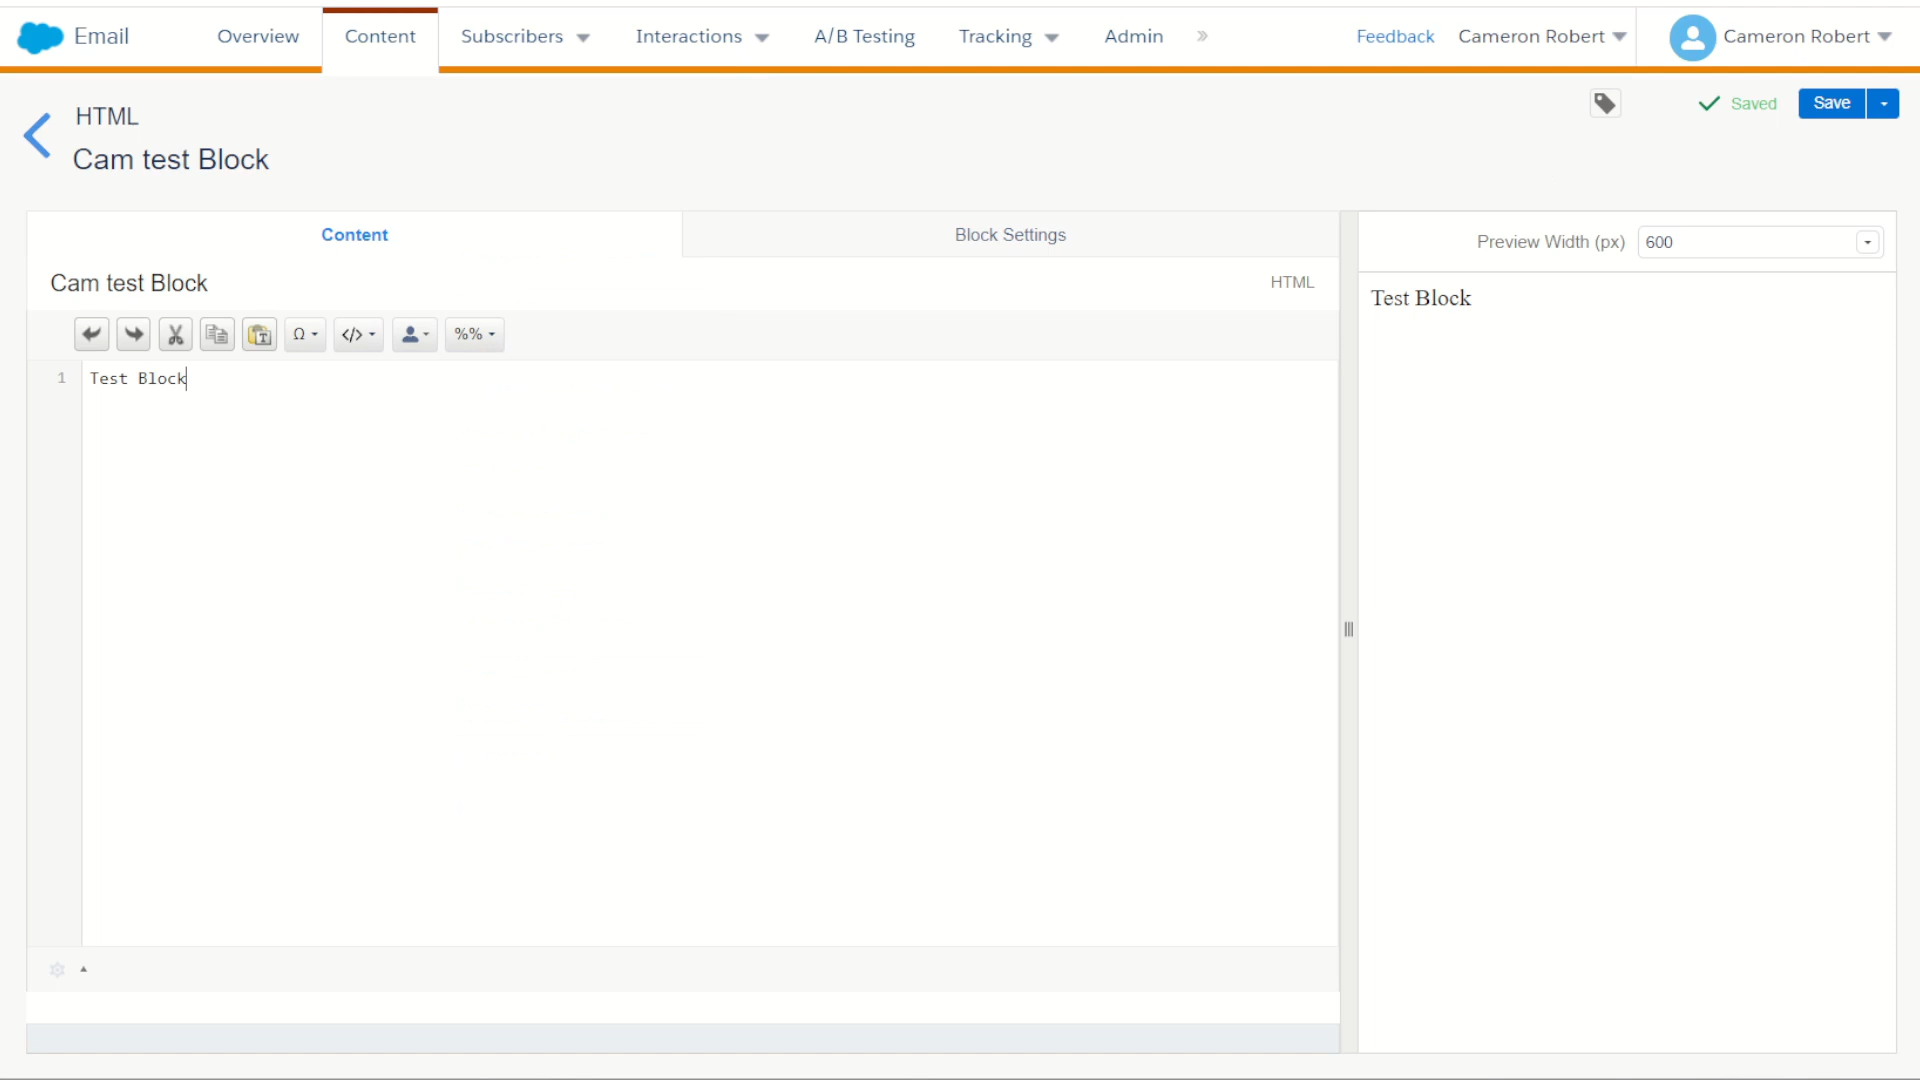 Email Overview Content Subscribers Interactions A/B Testing Tracking Admin » Feedback Cameron Robert Cameron Robert
HTML
Cam test Block
Saved Save
Content Block Settings
Preview Width (px) 600
Cam test Block HTML
Test Block
Ω </> %%
1 Test Block